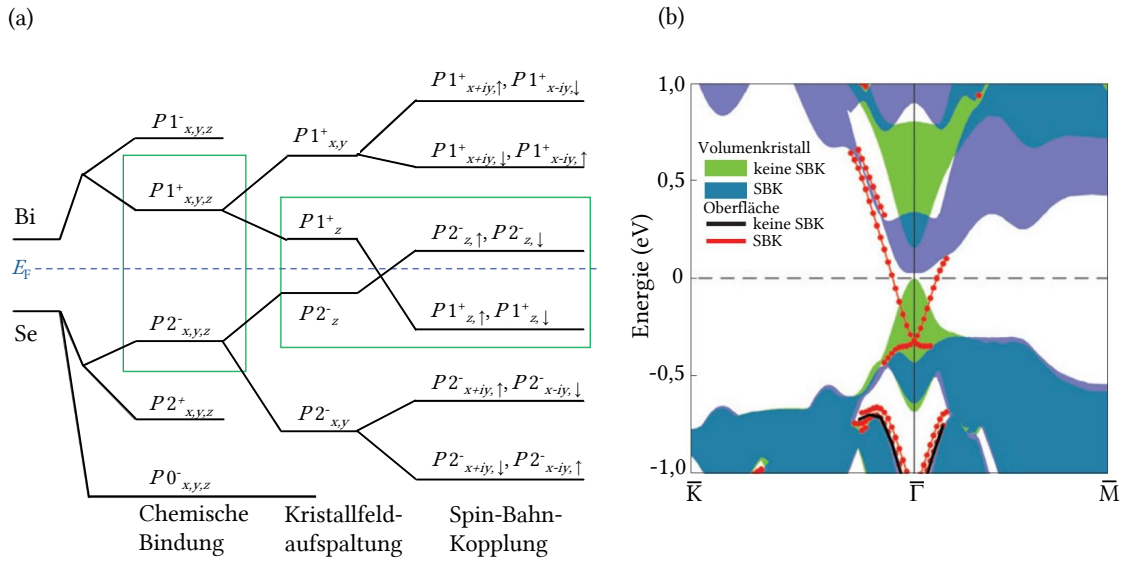 (a)
P1⁺x+iy,↑, P1⁺x-iy,↓
P1⁻x,y,z
P1⁺x,y
P1⁺x+iy,↓, P1⁺x-iy,↑
P1⁺x,y,z
Bi
P1⁺z
P2⁻z,↑, P2⁻z,↓
EF
Se
P2⁻z
P1⁺z,↑, P1⁺z,↓
P2⁻x,y,z
P2⁻x+iy,↑, P2⁻x-iy,↓
P2⁺x,y,z
P2⁻x,y
P2⁻x+iy,↓, P2⁻x-iy,↑
P0⁻x,y,z
Chemische
Bindung
Kristallfeld-
aufspaltung
Spin-Bahn-
Kopplung
(b)
Energie (eV)
1,0
0,5
0
-0,5
-1,0
Volumenkristall
keine SBK
SBK
Oberfläche
keine SBK
SBK
K̅ Γ̅ M̅